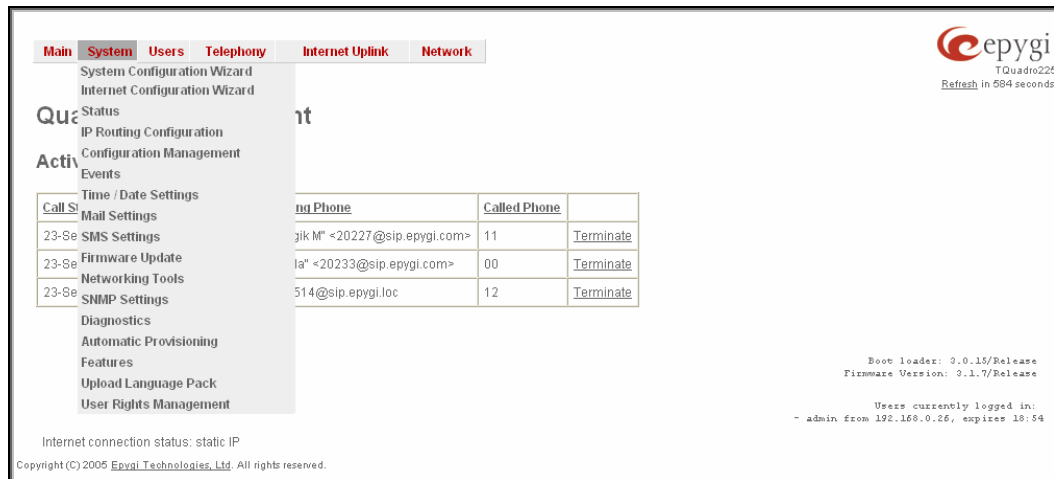 Main System Users Telephony Internet Uplink Network
epygi
TQuadro225
Refresh in 584 seconds
System Configuration Wizard
Internet Configuration Wizard
Status
IP Routing Configuration
Configuration Management
Events
Time / Date Settings
Mail Settings
SMS Settings
Firmware Update
Networking Tools
SNMP Settings
Diagnostics
Automatic Provisioning
Features
Upload Language Pack
User Rights Management
Call ng Phone Called Phone
23-Se gik M" <20227@sip.epygi.com> 11 Terminate
23-Se la" <20233@sip.epygi.com> 00 Terminate
23-Se 514@sip.epygi.loc 12 Terminate
Boot loader: 3.0.15/Release
Firmware Version: 3.1.7/Release
Users currently logged in:
- admin from 192.168.0.26, expires 18:54
Internet connection status: static IP
Copyright (C) 2005 Epygi Technologies, Ltd. All rights reserved.